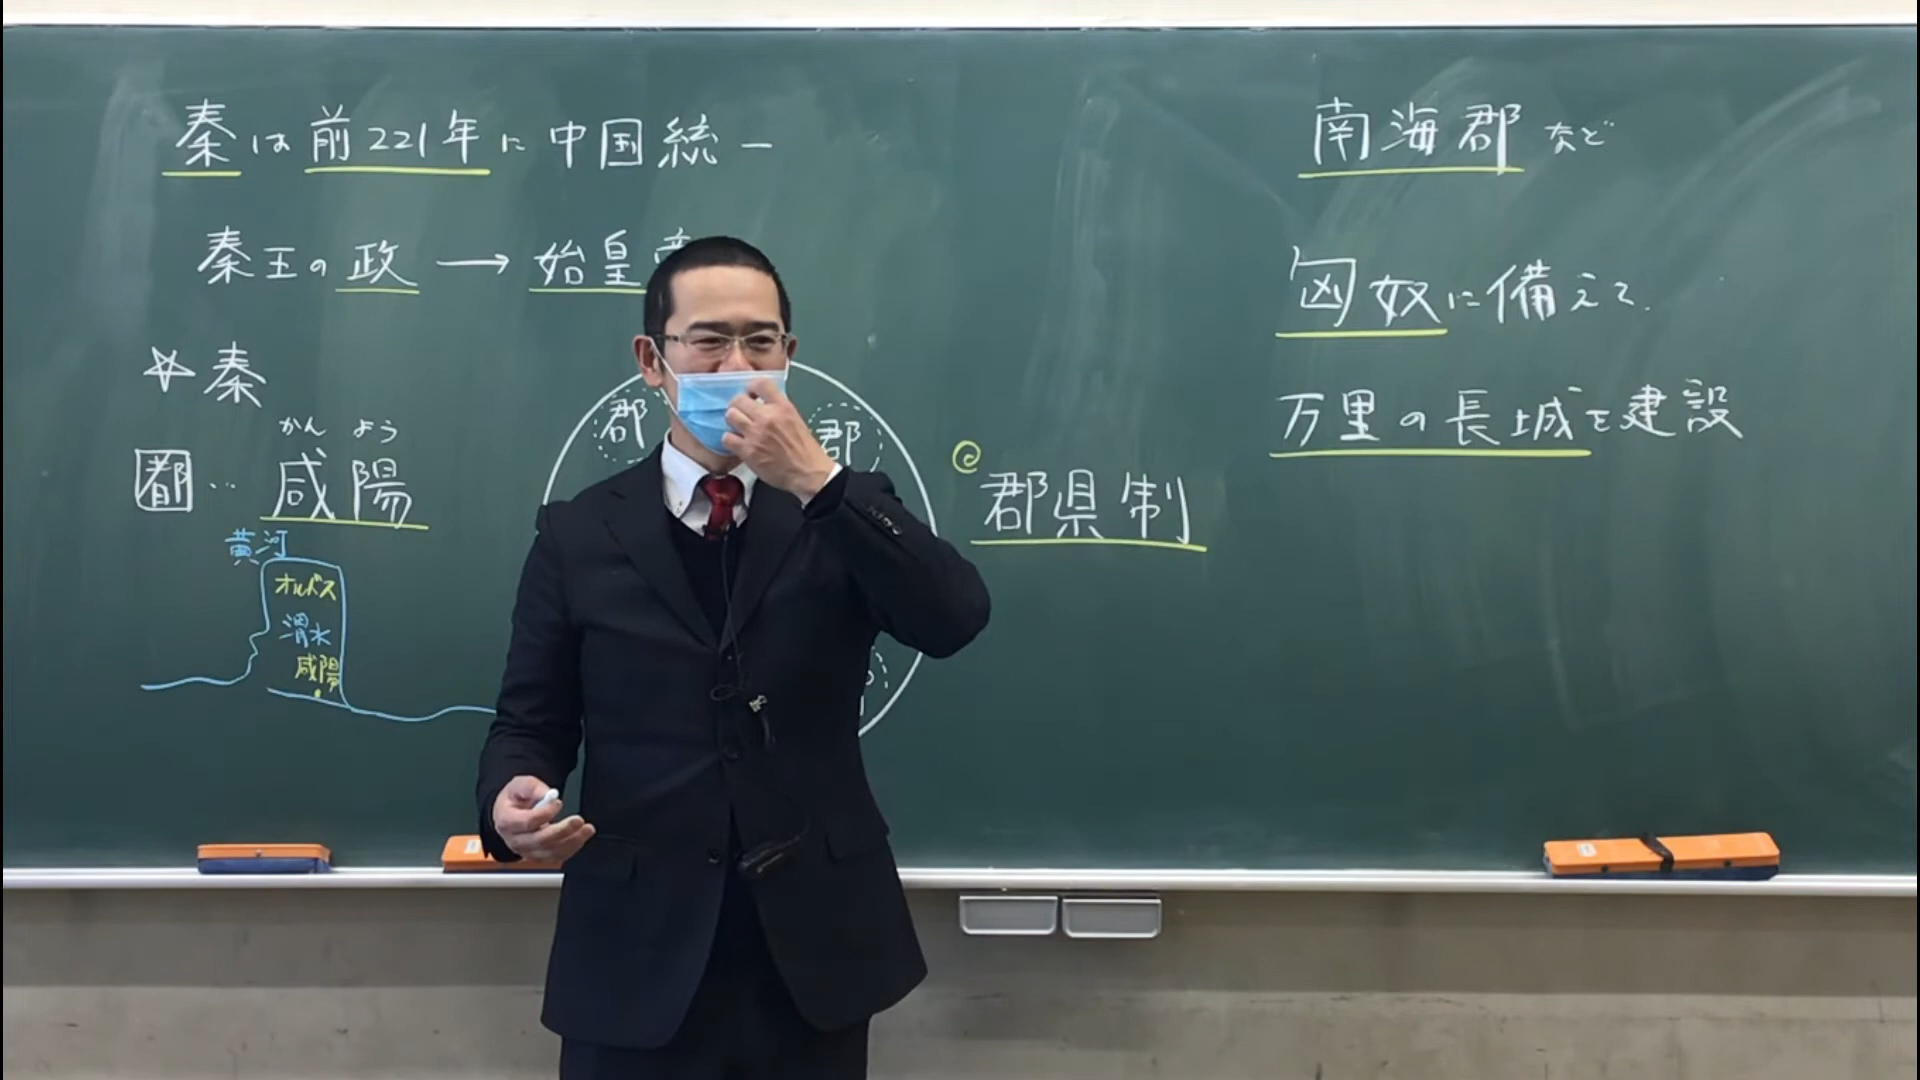 秦は前221年に中国統一
秦王の政→始皇
☆秦
かん よう
都…咸陽
黄河
オルドス
渭水
咸陽
郡
郡
@郡県制
南海郡など
匈奴に備えて、
万里の長城を建設